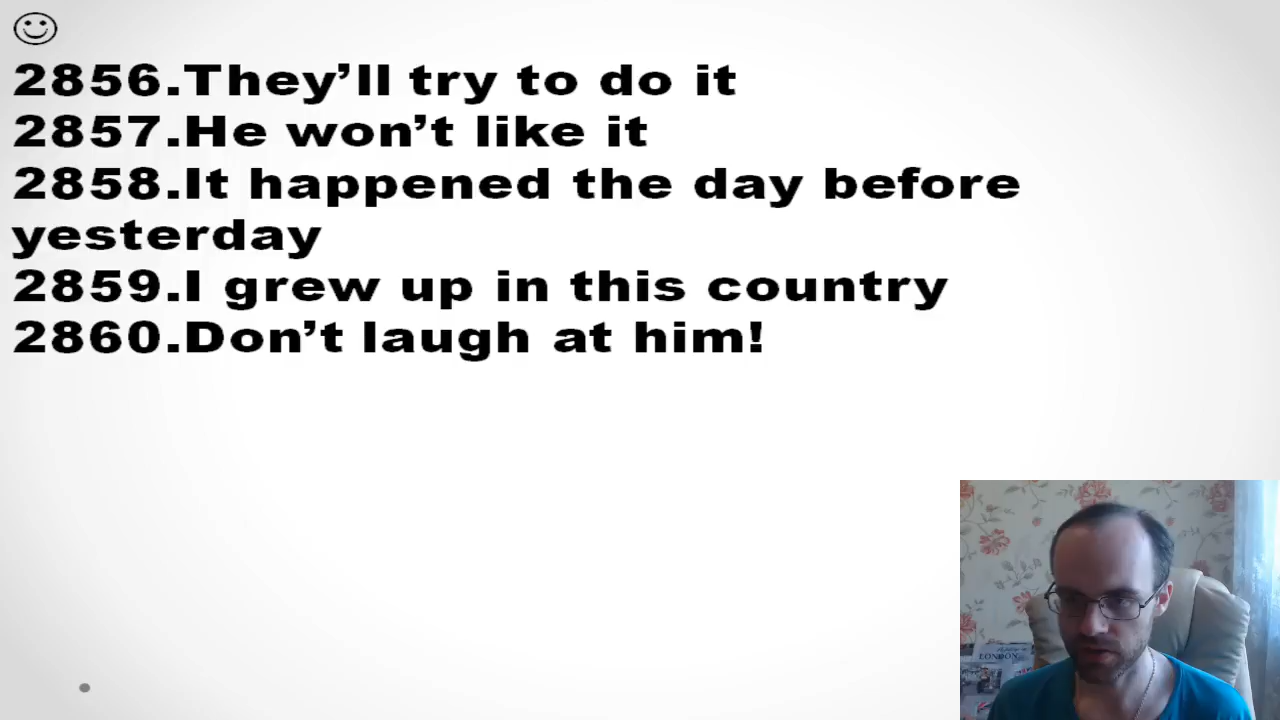 2856.They’ll try to do it
2857.He won’t like it
2858.It happened the day before
yesterday
2859.I grew up in this country
2860.Don’t laugh at him!
LONDON